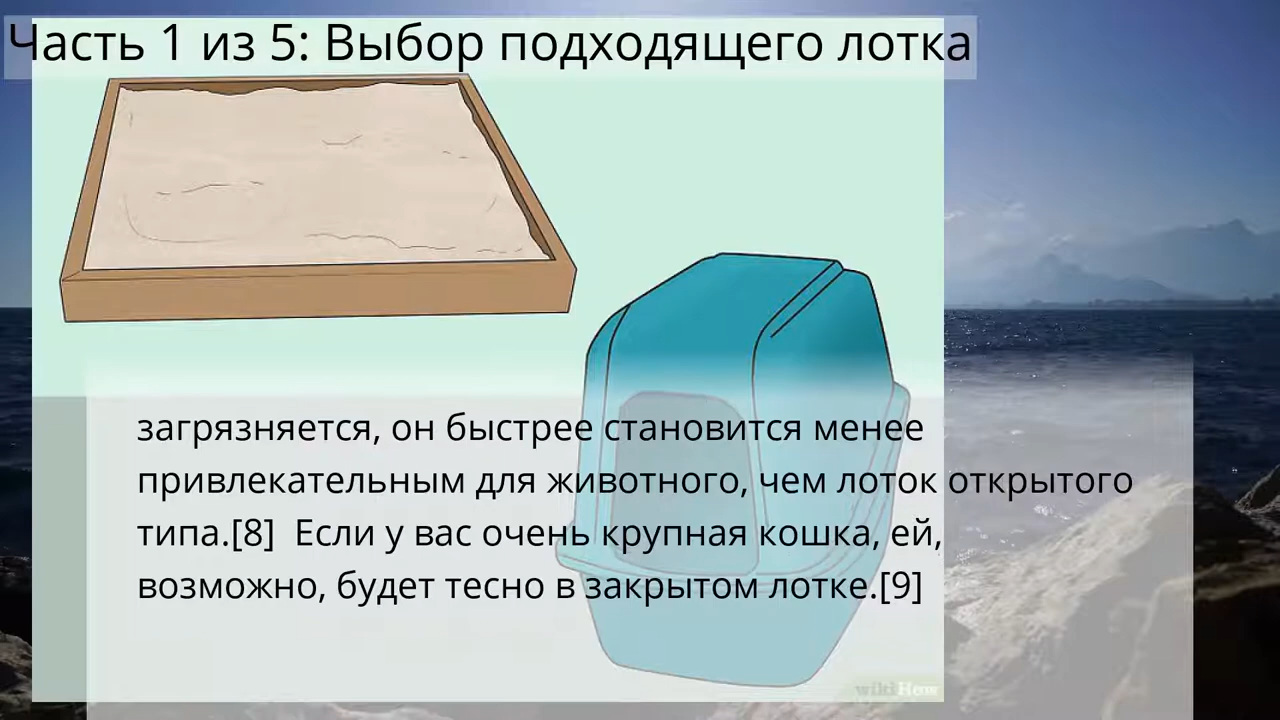 Часть 1 из 5: Выбор подходящего лотка
загрязняется, он быстрее становится менее
привлекательным для животного, чем лоток открытого
типа.[8]  Если у вас очень крупная кошка, ей,
возможно, будет тесно в закрытом лотке.[9]
wikiHow